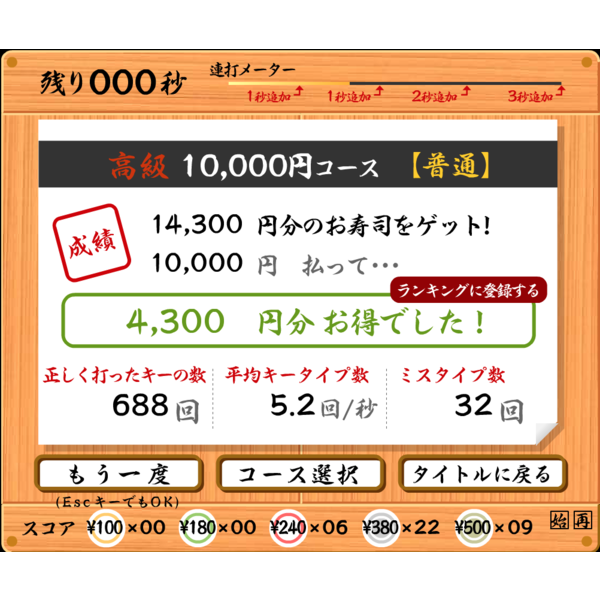 残り000秒
連打メーター
1秒追加 1秒追加 2秒追加 3秒追加
高級 10,000円コース 【普通】
成績
14,300 円分のお寿司をゲット!
10,000 円 払って…
ランキングに登録する
4,300 円分 お得でした!
正しく打ったキーの数 平均キータイプ数 ミスタイプ数
688回 5.2回/秒 32回
もう一度 コース選択 タイトルに戻る
(EscキーでもOK)
スコア ¥100×00 ¥180×00 ¥240×06 ¥380×22 ¥500×09 始 再